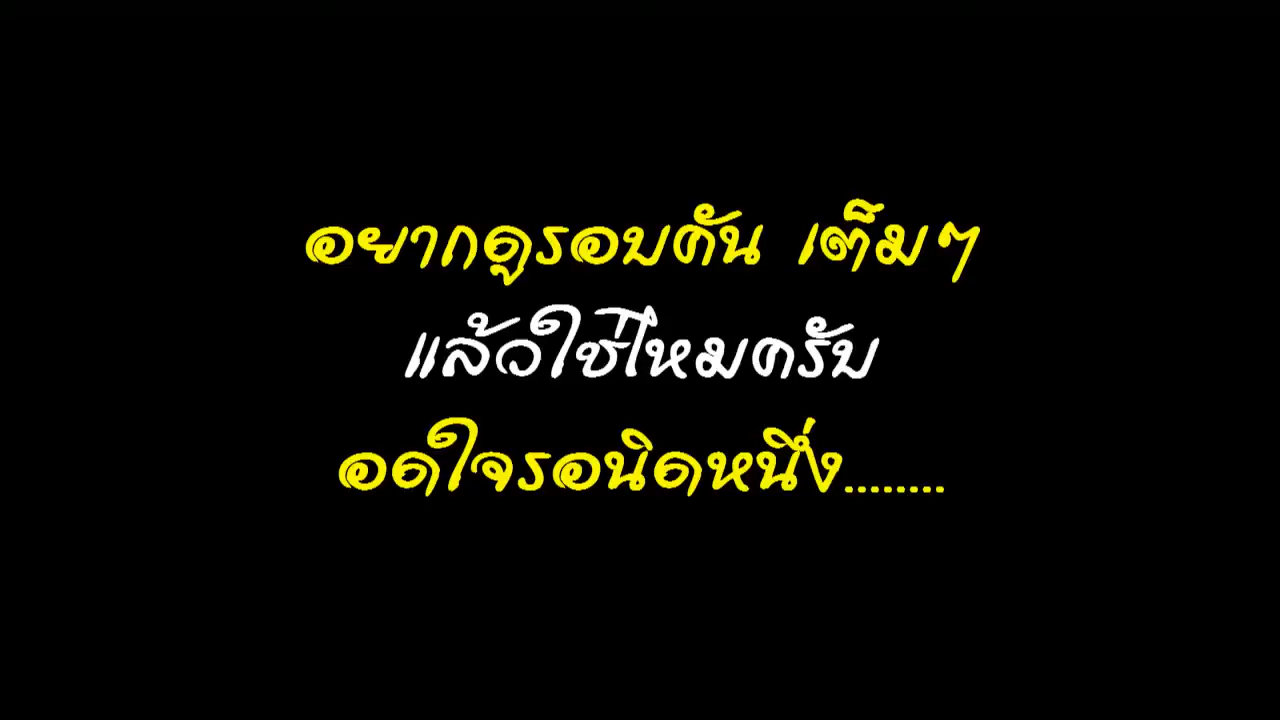 อยากดูรอบคัน เต็มๆ
แล้วใช่ไหมครับ
อดใจรอนิดหนึ่ง........